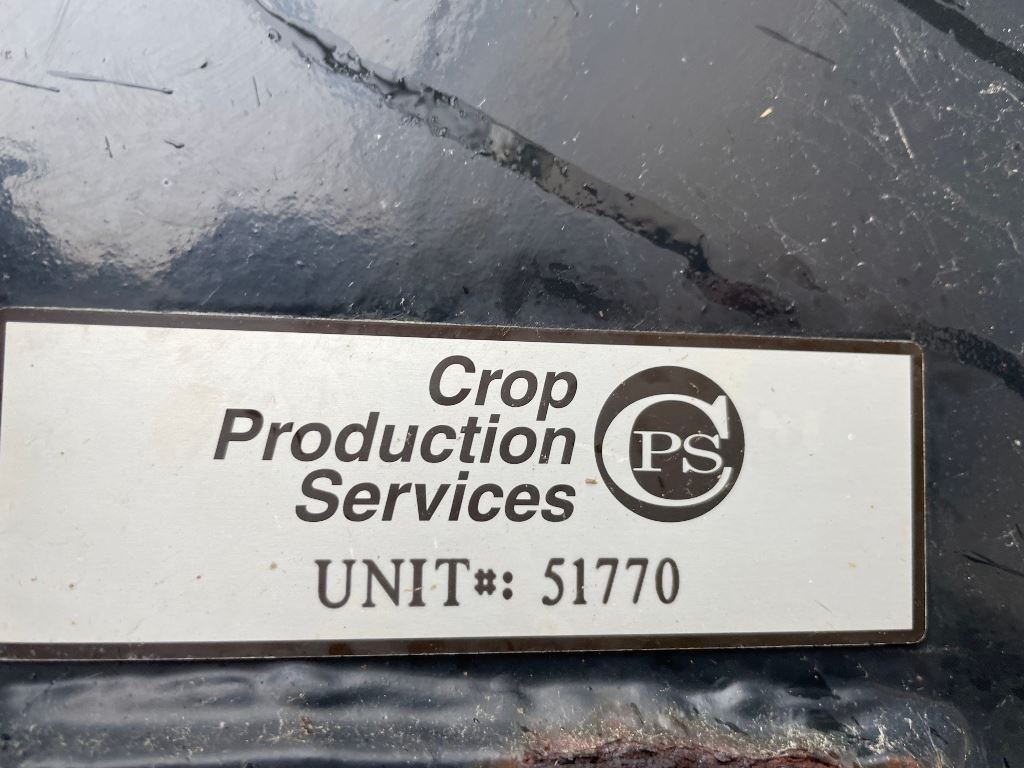 Crop
Production
Services
CPS
UNIT#: 51770